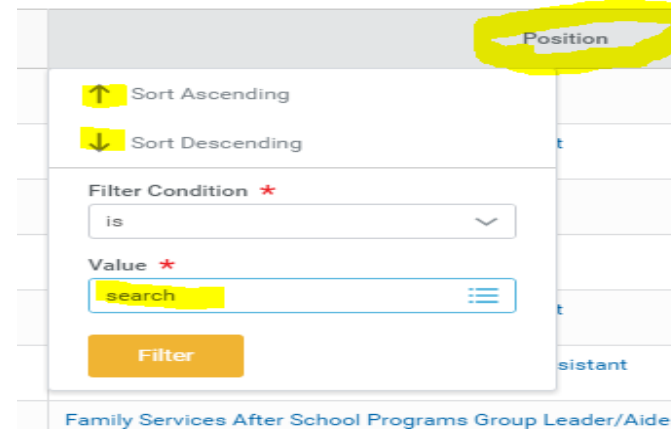 Position
Sort Ascending
Sort Descending
t
Filter Condition *
is
Value *
search
t
Filter
sistant
Family Services After School Programs Group Leader/Aide